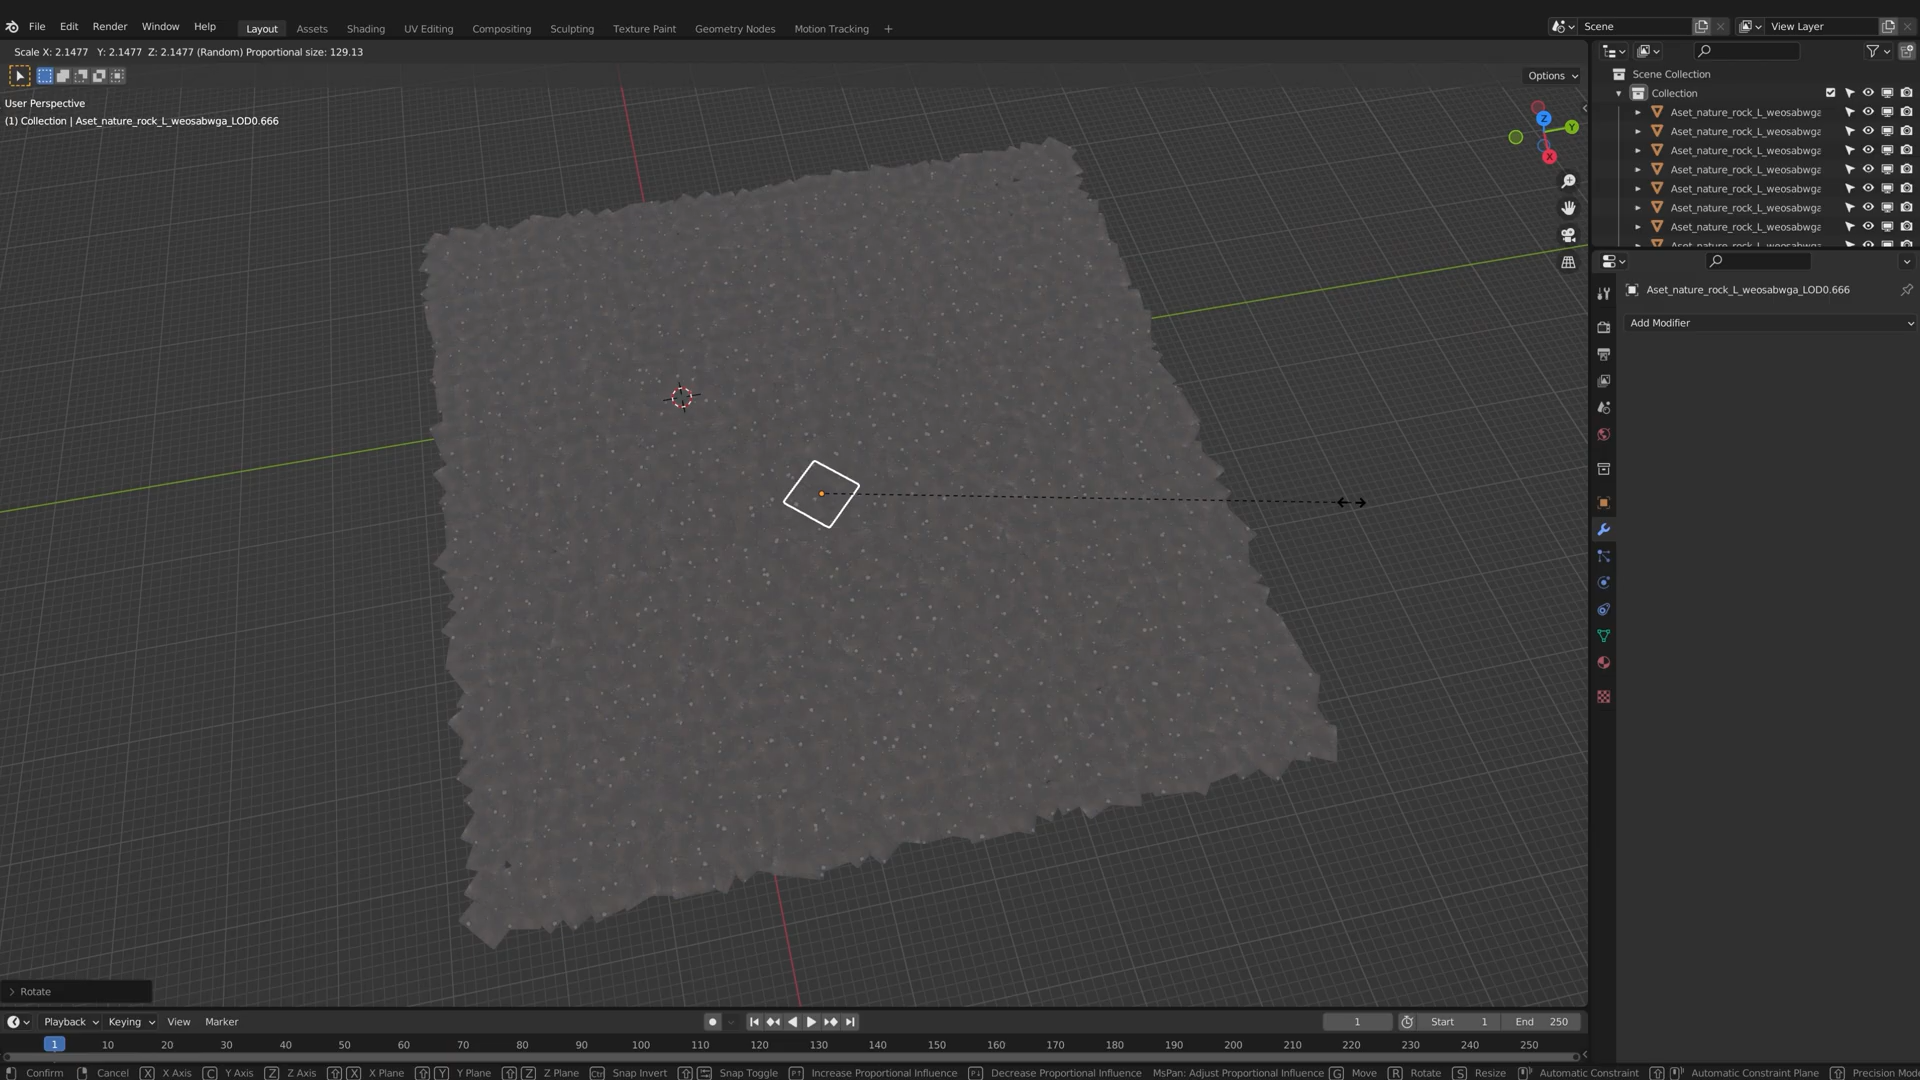 File Edit Render Window Help Layout Assets Shading UV Editing Compositing Sculpting Texture Paint Geometry Nodes Motion Tracking + Scene View Layer
Scale X: 2.1477 Y: 2.1477 Z: 2.1477 (Random) Proportional size: 129.13
Options
User Perspective
(1) Collection | Aset_nature_rock_L_weosabwga_LOD0.666
Z
Y
X
Scene Collection
Collection
Aset_nature_rock_L_weosabwga
Aset_nature_rock_L_weosabwga
Aset_nature_rock_L_weosabwga
Aset_nature_rock_L_weosabwga
Aset_nature_rock_L_weosabwga
Aset_nature_rock_L_weosabwga
Aset_nature_rock_L_weosabwga
Aset_nature_rock_L_weosabwga
Aset_nature_rock_L_weosabwga_LOD0.666
Add Modifier
Rotate
Playback Keying View Marker 1 Start 1 End 250
1 10 20 30 40 50 60 70 80 90 100 110 120 130 140 150 160 170 180 190 200 210 220 230 240 250
Confirm Cancel X X Axis C Y Axis Z Z Axis X X Plane Y Y Plane Z Z Plane Ctrl Snap Invert Snap Toggle Increase Proportional Influence Decrease Proportional Influence MsPan: Adjust Proportional Influence G Move R Rotate S Resize Automatic Constraint Automatic Constraint Plane Precision Mode